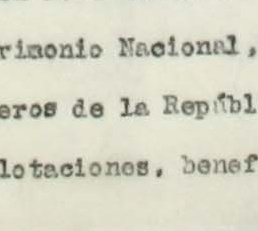 rimonio Nacional,
eros de la Repúbl
lotaciones, benef